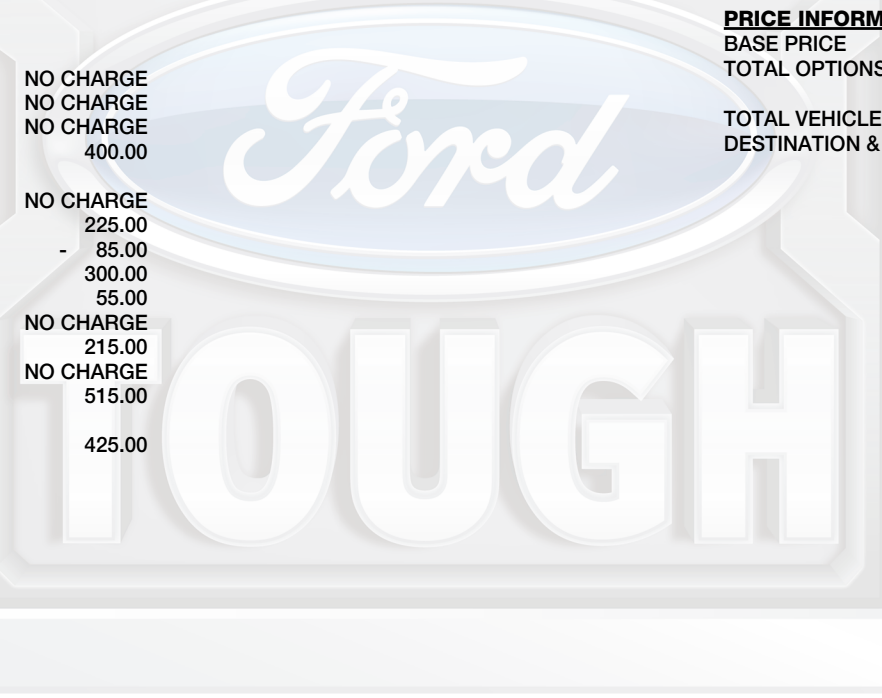 PRICE INFORM
BASE PRICE
TOTAL OPTIONS
TOTAL VEHICLE
DESTINATION &
NO CHARGE
NO CHARGE
NO CHARGE
400.00
NO CHARGE
225.00
- 85.00
300.00
55.00
NO CHARGE
215.00
NO CHARGE
515.00
425.00
Ford
TOUGH